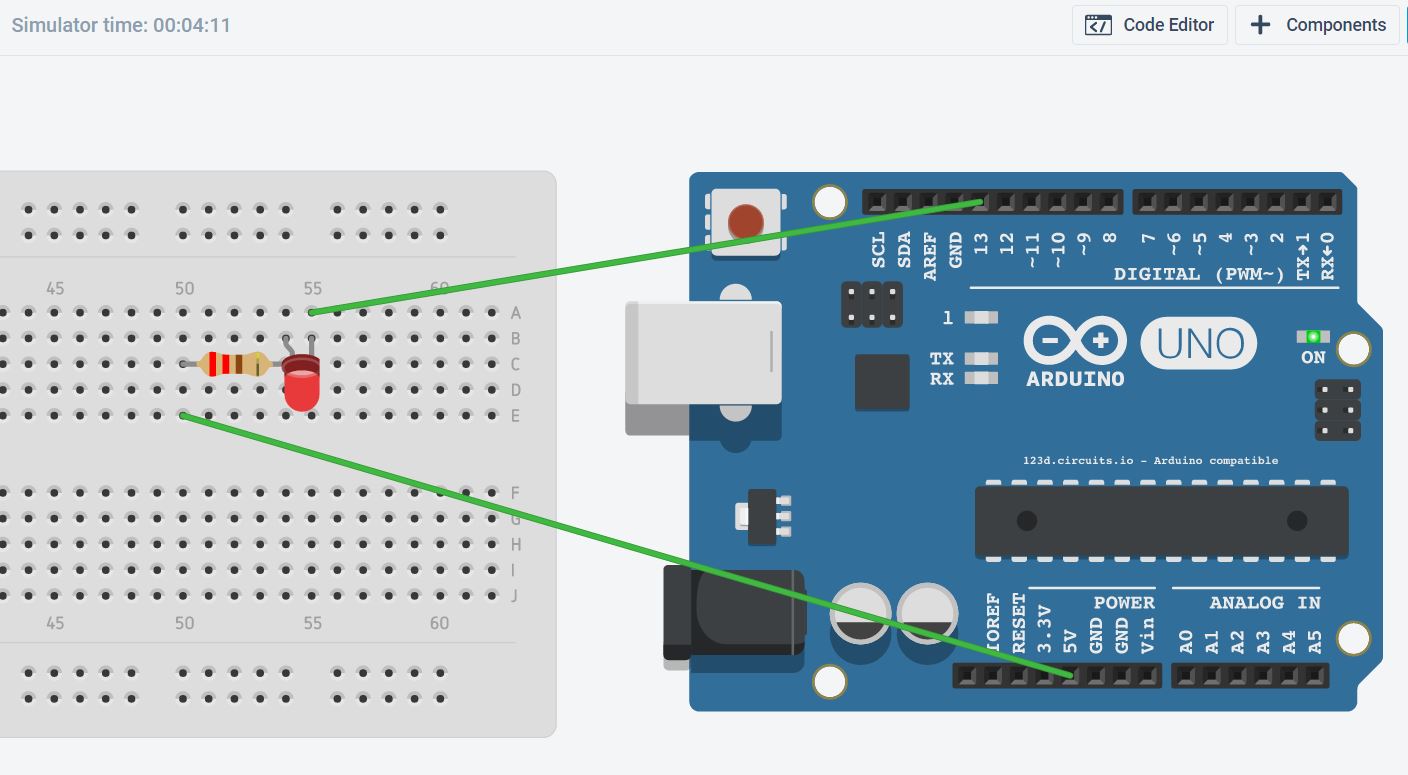 Simulator time: 00:04:11
Code Editor
Components
SCL
SDA
AREF
GND
13
12
~11
~10
~9
8
7
~6
~5
4
~3
2
TX→1
RX←0
DIGITAL (PWM~)
45 50 55 60
A
B
C
D
E
F
G
H
I
J
45 50 55 60
1
TX
RX
UNO
ARDUINO
ON
123d.circuits.io - Arduino compatible
POWER
ANALOG IN
IOREF
RESET
3.3V
5V
GND
GND
Vin
A0
A1
A2
A3
A4
A5